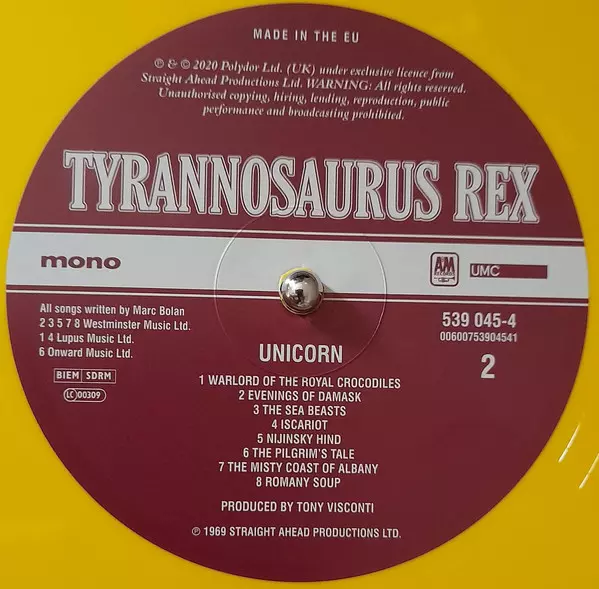 MADE IN THE EU
℗ & © 2020 Polydor Ltd. (UK) under exclusive licence from
Straight Ahead Productions Ltd. WARNING: All rights reserved.
Unauthorised copying, hiring, lending, reproduction, public
performance and broadcasting prohibited.
TYRANNOSAURUS REX
mono
A&M
RECORDS
UMC
All songs written by Marc Bolan
2 3 5 7 8 Westminster Music Ltd.
1 4 Lupus Music Ltd.
6 Onward Music Ltd.
BIEM SDRM
LC 00309
539 045-4
00600753904541
2
UNICORN
1 WARLORD OF THE ROYAL CROCODILES
2 EVENINGS OF DAMASK
3 THE SEA BEASTS
4 ISCARIOT
5 NIJINSKY HIND
6 THE PILGRIM'S TALE
7 THE MISTY COAST OF ALBANY
8 ROMANY SOUP
PRODUCED BY TONY VISCONTI
℗ 1969 STRAIGHT AHEAD PRODUCTIONS LTD.